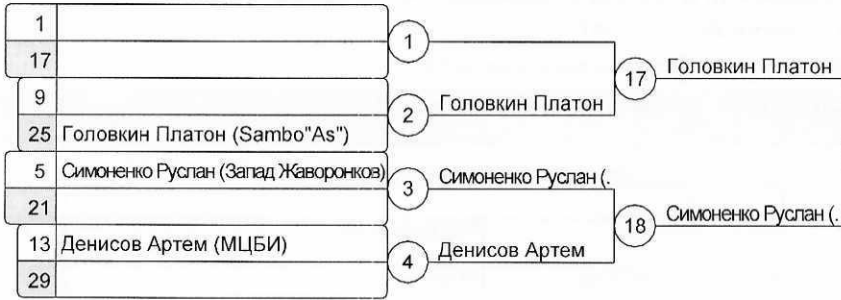 1
17
1
9
25 Головкин Платон (Sambo"As")
2
Головкин Платон
17
Головкин Платон
5 Симоненко Руслан (Запад Жаворонков)
21
3
Симоненко Руслан (.
13 Денисов Артем (МЦБИ)
29
4
Денисов Артем
18
Симоненко Руслан (.